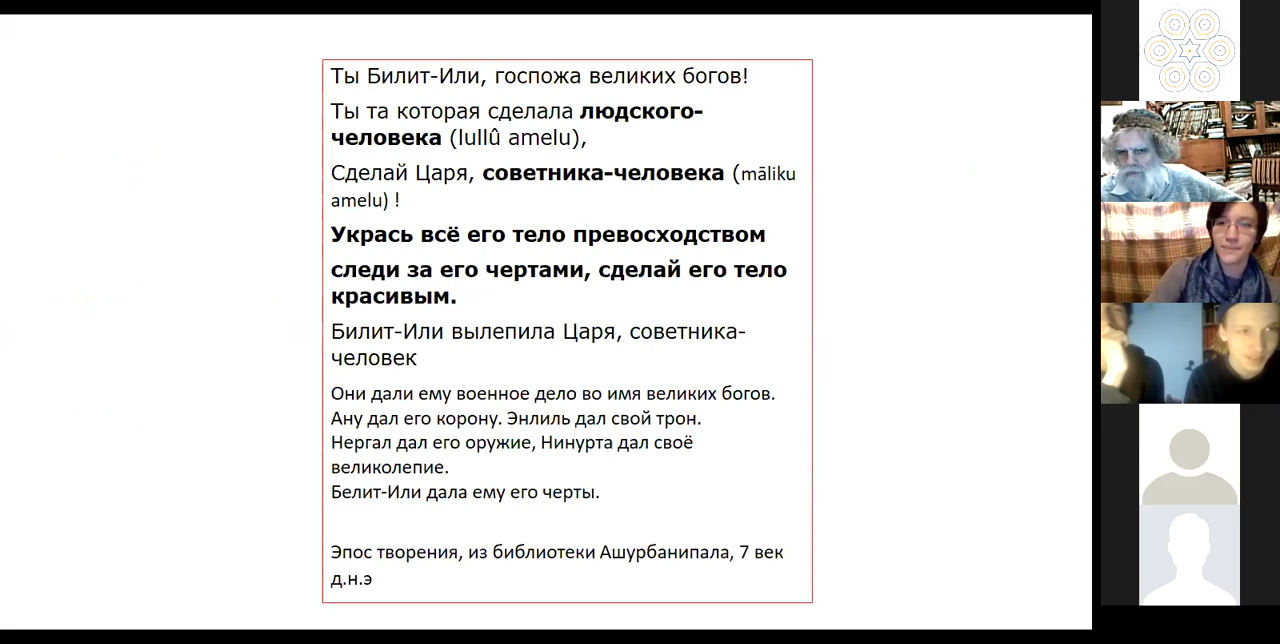 Ты Билит-Или, госпожа великих богов!
Ты та которая сделала людского-
человека (lullû amelu),
Сделай Царя, советника-человека (māliku
amelu) !
Укрась всё его тело превосходством
следи за его чертами, сделай его тело
красивым.
Билит-Или вылепила Царя, советника-
человек
Они дали ему военное дело во имя великих богов.
Ану дал его корону. Энлиль дал свой трон.
Нергал дал его оружие, Нинурта дал своё
великолепие.
Белит-Или дала ему его черты.
Эпос творения, из библиотеки Ашурбанипала, 7 век
д.н.э